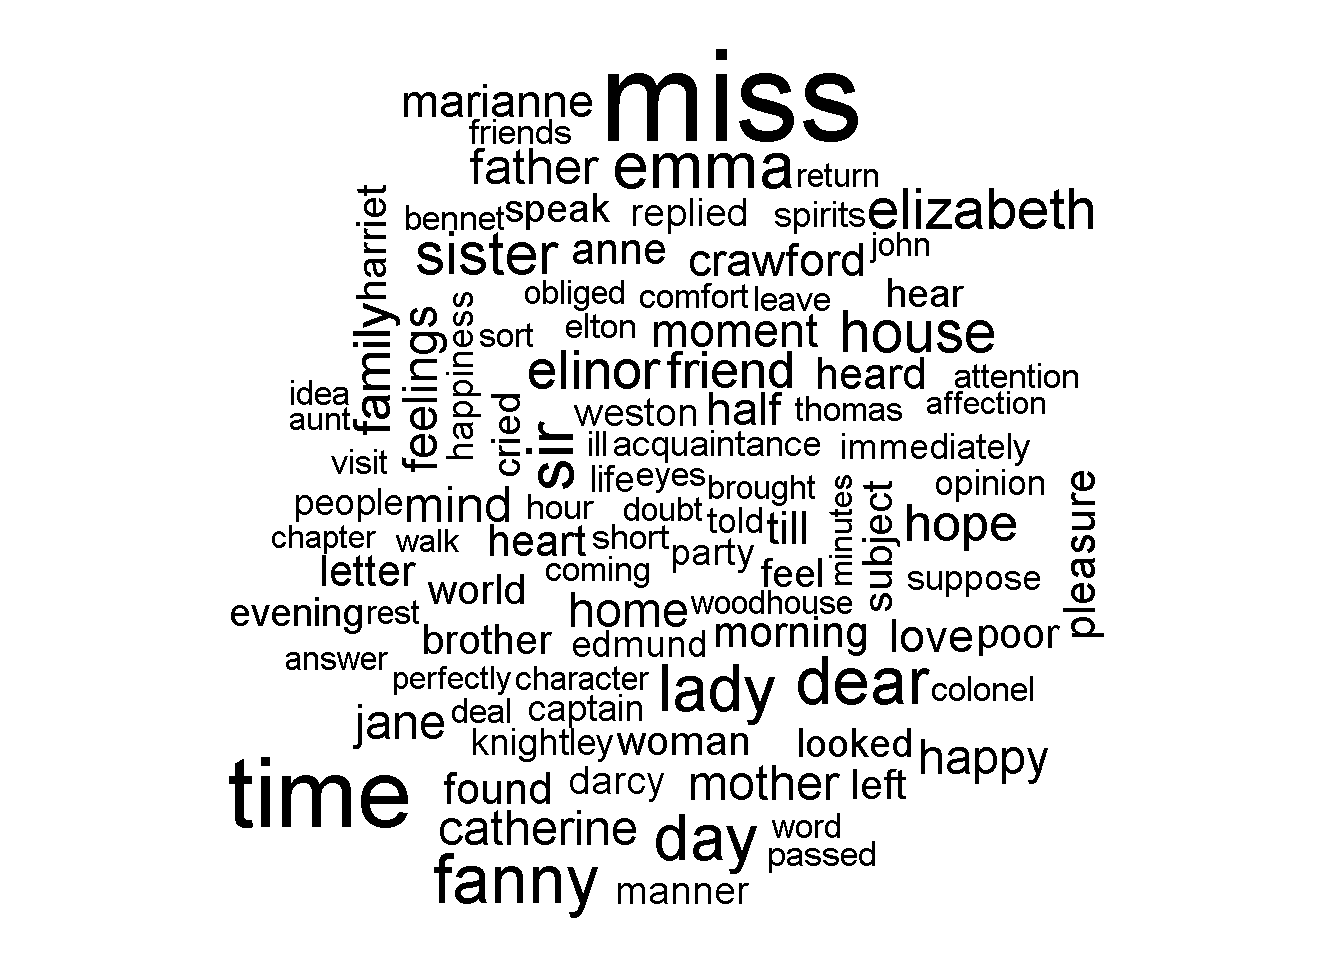 miss
marianne
friends
father emma return
harriet
bennet speak replied spirits elizabeth
sister anne crawford john
obliged comfort leave hear
family feelings happiness sort elton moment house
elinor friend heard attention
idea
aunt cried sir weston half thomas affection
visit ill acquaintance immediately
life eyes brought minutes subject opinion pleasure
people mind hour doubt told till hope
chapter walk heart short party
letter world coming feel suppose
evening rest home woodhouse
brother edmund morning love poor
answer
perfectly character lady dear colonel
jane deal captain
knightley woman looked happy
time found darcy mother left
catherine day word
passed
fanny manner